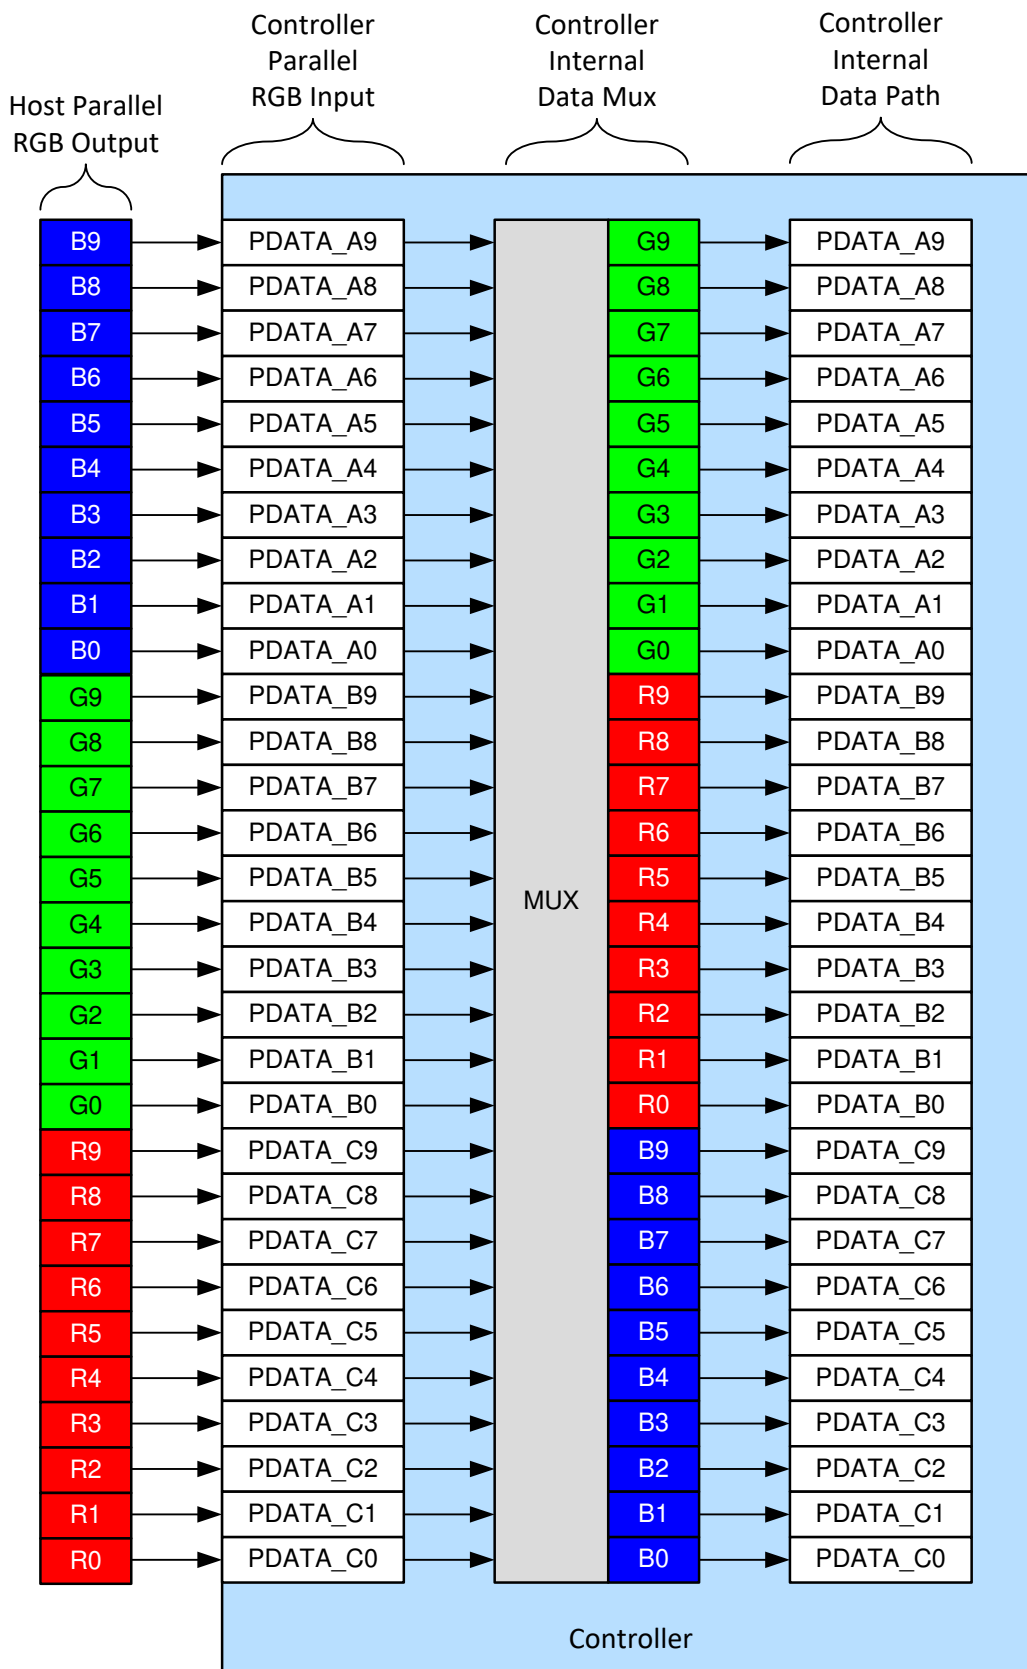 Controller
Parallel
RGB Input
Controller
Internal
Data Mux
Controller
Internal
Data Path
Host Parallel
RGB Output
B9 PDATA_A9 G9 PDATA_A9
B8 PDATA_A8 G8 PDATA_A8
B7 PDATA_A7 G7 PDATA_A7
B6 PDATA_A6 G6 PDATA_A6
B5 PDATA_A5 G5 PDATA_A5
B4 PDATA_A4 G4 PDATA_A4
B3 PDATA_A3 G3 PDATA_A3
B2 PDATA_A2 G2 PDATA_A2
B1 PDATA_A1 G1 PDATA_A1
B0 PDATA_A0 G0 PDATA_A0
G9 PDATA_B9 R9 PDATA_B9
G8 PDATA_B8 R8 PDATA_B8
G7 PDATA_B7 R7 PDATA_B7
G6 PDATA_B6 R6 PDATA_B6
G5 PDATA_B5 R5 PDATA_B5
MUX
G4 PDATA_B4 R4 PDATA_B4
G3 PDATA_B3 R3 PDATA_B3
G2 PDATA_B2 R2 PDATA_B2
G1 PDATA_B1 R1 PDATA_B1
G0 PDATA_B0 R0 PDATA_B0
R9 PDATA_C9 B9 PDATA_C9
R8 PDATA_C8 B8 PDATA_C8
R7 PDATA_C7 B7 PDATA_C7
R6 PDATA_C6 B6 PDATA_C6
R5 PDATA_C5 B5 PDATA_C5
R4 PDATA_C4 B4 PDATA_C4
R3 PDATA_C3 B3 PDATA_C3
R2 PDATA_C2 B2 PDATA_C2
R1 PDATA_C1 B1 PDATA_C1
R0 PDATA_C0 B0 PDATA_C0
Controller